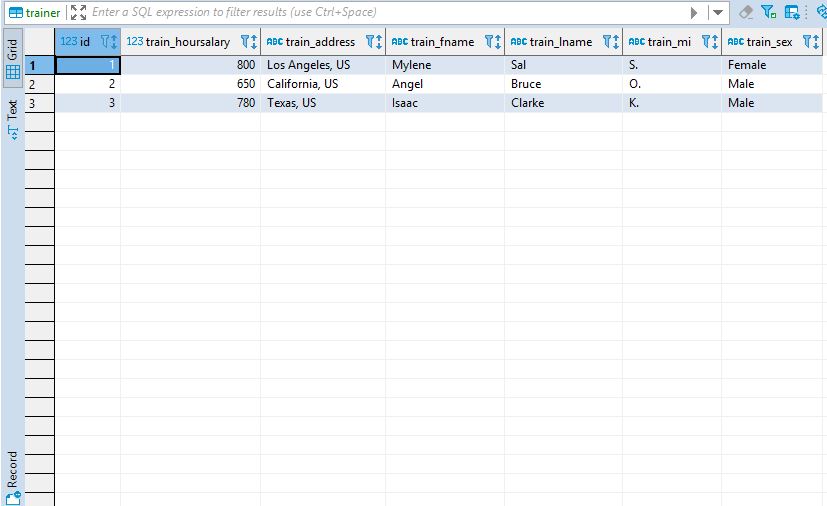 trainer Enter a SQL expression to filter results (use Ctrl+Space)
Grid
Text
Record
123 id 123 train_hoursalary ABC train_address ABC train_fname ABC train_lname ABC train_mi ABC train_sex
1 1 800 Los Angeles, US Mylene Sal S. Female
2 2 650 California, US Angel Bruce O. Male
3 3 780 Texas, US Isaac Clarke K. Male